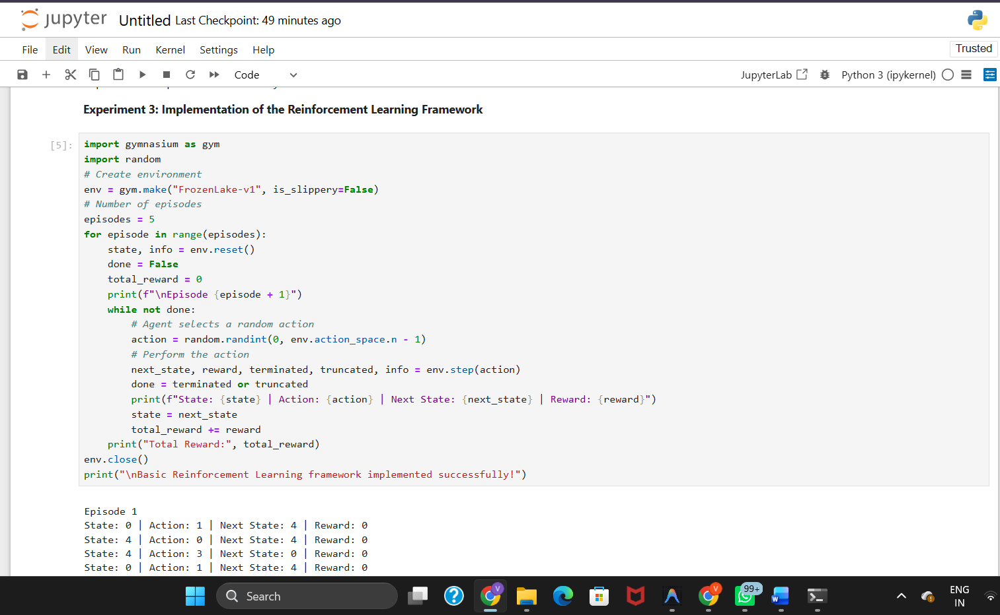 jupyter Untitled Last Checkpoint: 49 minutes ago
File Edit View Run Kernel Settings Help
Trusted
Code
JupyterLab
Python 3 (ipykernel)
Experiment 3: Implementation of the Reinforcement Learning Framework
[5]:
import gymnasium as gym
import random
# Create environment
env = gym.make("FrozenLake-v1", is_slippery=False)
# Number of episodes
episodes = 5
for episode in range(episodes):
    state, info = env.reset()
    done = False
    total_reward = 0
    print(f"\nEpisode {episode + 1}")
    while not done:
        # Agent selects a random action
        action = random.randint(0, env.action_space.n - 1)
        # Perform the action
        next_state, reward, terminated, truncated, info = env.step(action)
        done = terminated or truncated
        print(f"State: {state} | Action: {action} | Next State: {next_state} | Reward: {reward}")
        state = next_state
        total_reward += reward
    print("Total Reward:", total_reward)
env.close()
print("\nBasic Reinforcement Learning framework implemented successfully!")
Episode 1
State: 0 | Action: 1 | Next State: 4 | Reward: 0
State: 4 | Action: 0 | Next State: 4 | Reward: 0
State: 4 | Action: 3 | Next State: 0 | Reward: 0
State: 0 | Action: 1 | Next State: 4 | Reward: 0
Search
V
V
99+
W
ENG
IN